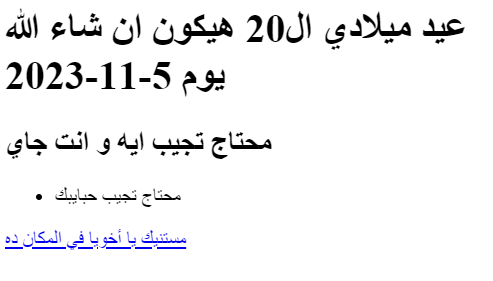 عيد ميلادي ال20 هيكون ان شاء الله
يوم 5-11-2023
محتاج تجيب ايه و انت جاي
محتاج تجيب حبايبك
مستنيك يا أخويا في المكان ده